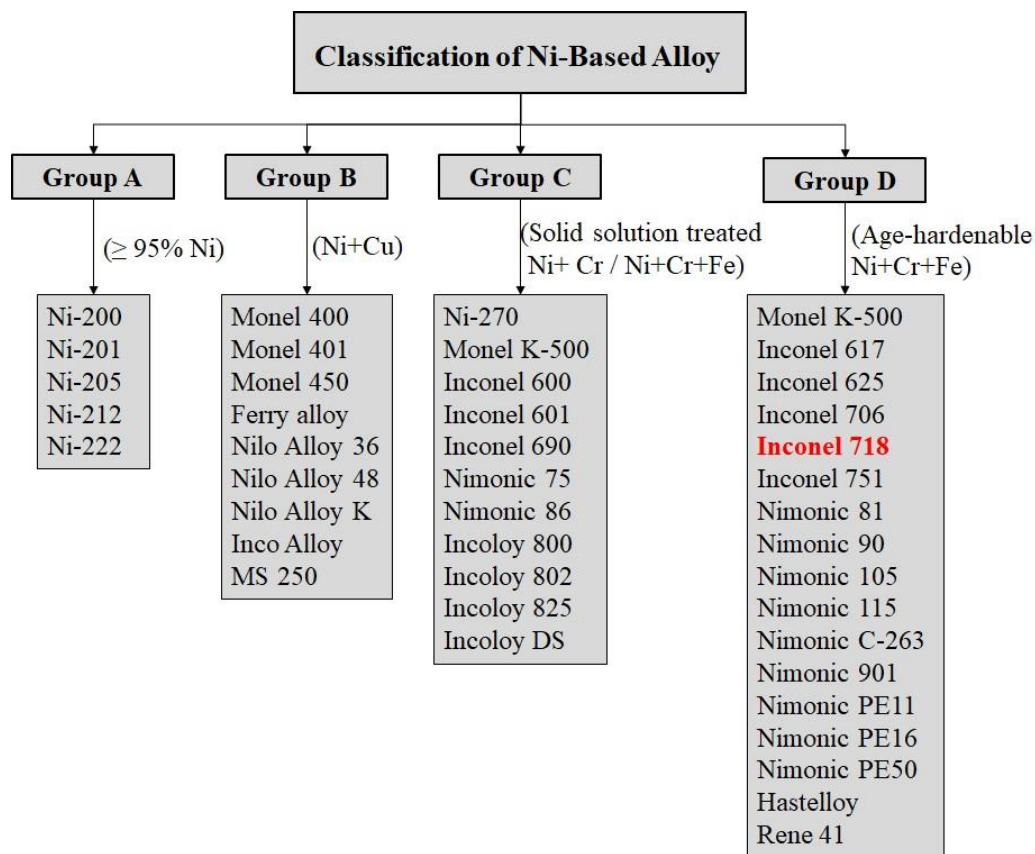 Classification of Ni-Based Alloy
Group A
(≥ 95% Ni)
Ni-200
Ni-201
Ni-205
Ni-212
Ni-222
Group B
(Ni+Cu)
Monel 400
Monel 401
Monel 450
Ferry alloy
Nilo Alloy 36
Nilo Alloy 48
Nilo Alloy K
Inco Alloy
MS 250
Group C
(Solid solution treated
Ni+ Cr / Ni+Cr+Fe)
Ni-270
Monel K-500
Inconel 600
Inconel 601
Inconel 690
Nimonic 75
Nimonic 86
Incoloy 800
Incoloy 802
Incoloy 825
Incoloy DS
Group D
(Age-hardenable
Ni+Cr+Fe)
Monel K-500
Inconel 617
Inconel 625
Inconel 706
Inconel 718
Inconel 751
Nimonic 81
Nimonic 90
Nimonic 105
Nimonic 115
Nimonic C-263
Nimonic 901
Nimonic PE11
Nimonic PE16
Nimonic PE50
Hastelloy
Rene 41